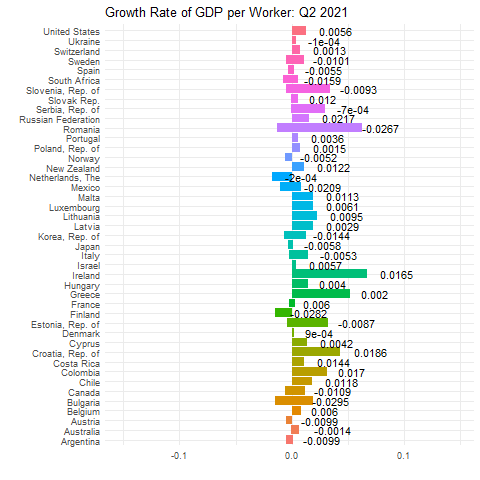 Growth Rate of GDP per Worker: Q2 2021
United States 0.0056
Ukraine -1e-04
Switzerland 0.0013
Sweden -0.0101
Spain -0.0055
South Africa -0.0159
Slovenia, Rep. of -0.0093
Slovak Rep. 0.012
Serbia, Rep. of -7e-04
Russian Federation 0.0217
Romania -0.0267
Portugal 0.0036
Poland, Rep. of 0.0015
Norway -0.0052
New Zealand 0.0122
Netherlands, The -2e-04
Mexico -0.0209
Malta 0.0113
Luxembourg 0.0061
Lithuania 0.0095
Latvia 0.0029
Korea, Rep. of -0.0144
Japan -0.0058
Italy -0.0053
Israel 0.0057
Ireland 0.0165
Hungary 0.004
Greece 0.002
France 0.006
Finland -0.0282
Estonia, Rep. of -0.0087
Denmark 9e-04
Cyprus 0.0042
Croatia, Rep. of 0.0186
Costa Rica 0.0144
Colombia 0.017
Chile 0.0118
Canada -0.0109
Bulgaria -0.0295
Belgium 0.006
Austria -0.0099
Australia -0.0014
Argentina -0.0099
-0.1 0.0 0.1